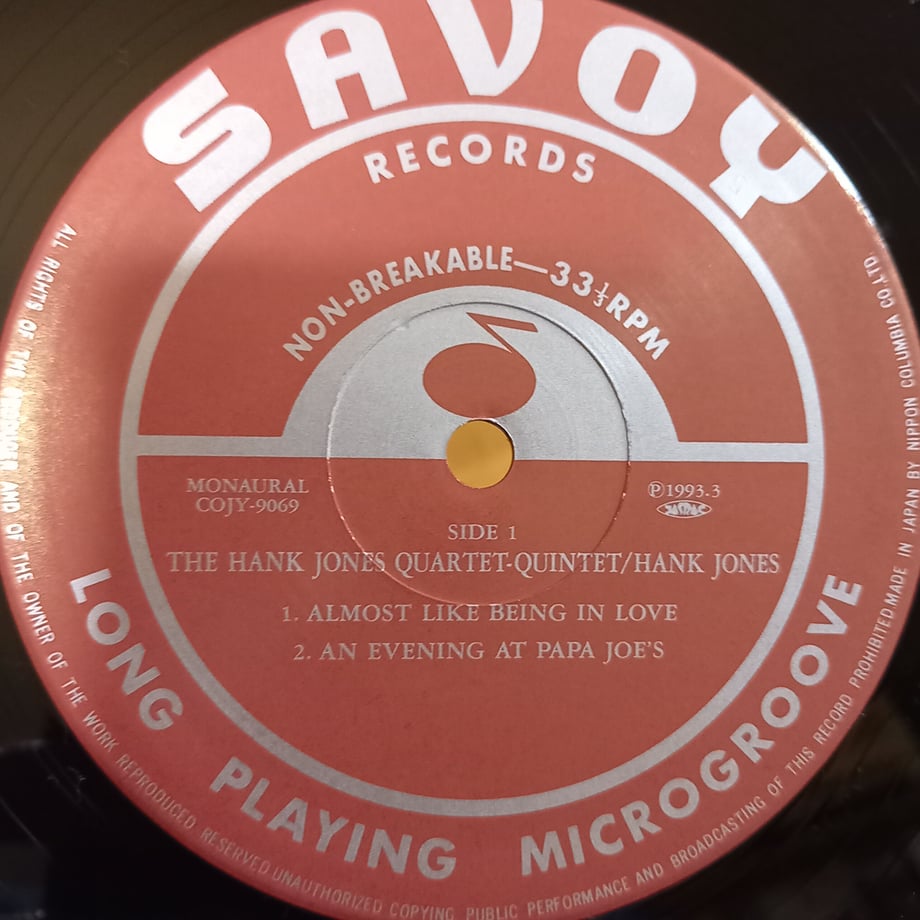 SAVOY
RECORDS
NON-BREAKABLE—33⅓RPM
MONAURAL
COJY-9069
℗1993-3
SIDE 1
THE HANK JONES QUARTET-QUINTET/HANK JONES
1. ALMOST LIKE BEING IN LOVE
2. AN EVENING AT PAPA JOE'S
LONG PLAYING MICROGROOVE
ALL RIGHTS OF THE PRODUCER AND OF THE OWNER OF THE WORK REPRODUCED RESERVED.UNAUTHORIZED COPYING PUBLIC PERFORMANCE AND BROADCASTING OF THIS RECORD PROHIBITED.MADE IN JAPAN BY NIPPON COLUMBIA CO.,LTD.